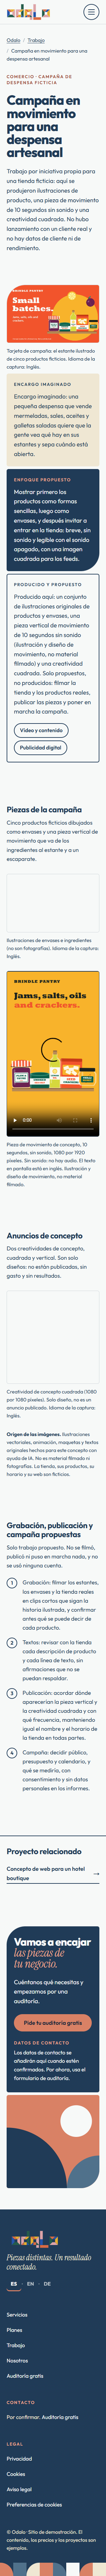 odolo
Odolo / Trabajo
/ Campaña en movimiento para una
despensa artesanal
COMERCIO · CAMPAÑA DE
DESPENSA FICTICIA
Campaña en
movimiento
para una
despensa
artesanal
Trabajo por iniciativa propia para
una tienda ficticia: aquí se
produjeron ilustraciones de
producto, una pieza de movimiento
de 10 segundos sin sonido y una
creatividad cuadrada. No hubo
lanzamiento con un cliente real y
no hay datos de cliente ni de
rendimiento.
BRINDLE PANTRY
Small
batches.
Tarjeta de campaña: el estante ilustrado
de cinco productos ficticios. Idioma de la
captura: Inglés.
ENCARGO IMAGINADO
Encargo imaginado: una
pequeña despensa que vende
mermeladas, sales, aceites y
galletas saladas quiere que la
gente vea qué hay en sus
estantes y sepa cuándo está
abierta.
ENFOQUE PROPUESTO
Mostrar primero los
productos como formas
sencillas, luego como
envases, y después invitar a
entrar en la tienda: breve, sin
sonido y legible con el sonido
apagado, con una imagen
cuadrada para los feeds.
PRODUCIDO Y PROPUESTO
Producido aquí: un conjunto
de ilustraciones originales de
productos y envases, una
pieza vertical de movimiento
de 10 segundos sin sonido
(ilustración y diseño de
movimiento, no material
filmado) y una creatividad
cuadrada. Solo propuestos,
no producidos: filmar la
tienda y los productos reales,
publicar las piezas y poner en
marcha la campaña.
Vídeo y contenido
Publicidad digital
Piezas de la campaña
Cinco productos ficticios dibujados
como envases y una pieza vertical de
movimiento que va de los
ingredientes al estante y a un
escaparate.
Ilustraciones de envases e ingredientes
(no son fotografías). Idioma de la captura:
Inglés.
BRINDLE PANTRY
Jams, salts, oils
and crackers.
0:00
Pieza de movimiento de concepto, 10
segundos, sin sonido, 1080 por 1920
píxeles. Sin sonido: no hay audio. El texto
en pantalla está en inglés. Ilustración y
diseño de movimiento, no material
filmado.
Anuncios de concepto
Dos creatividades de concepto,
cuadrada y vertical. Son solo
diseños: no están publicadas, sin
gasto y sin resultados.
Creatividad de concepto cuadrada (1080
por 1080 píxeles). Solo diseño, no es un
anuncio publicado. Idioma de la captura:
Inglés.
Origen de las imágenes. Ilustraciones
vectoriales, animación, maquetas y textos
originales hechos para este concepto con
ayuda de IA. No es material filmado ni
fotografías. La tienda, sus productos, su
horario y su web son ficticios.
Grabación, publicación y
campaña propuestas
Solo trabajo propuesto. No se filmó,
publicó ni puso en marcha nada, y no
se usó ninguna cuenta.
1 Grabación: filmar los estantes,
los envases y la tienda reales
en clips cortos que sigan la
historia ilustrada, y confirmar
antes qué se puede decir de
cada producto.
2 Textos: revisar con la tienda
cada descripción de producto
y cada línea de texto, sin
afirmaciones que no se
puedan respaldar.
3 Publicación: acordar dónde
aparecerían la pieza vertical y
la creatividad cuadrada y con
qué frecuencia, manteniendo
igual el nombre y el horario de
la tienda en todas partes.
4 Campaña: decidir público,
presupuesto y calendario, y
qué se mediría, con
consentimiento y sin datos
personales en los informes.
Proyecto relacionado
Concepto de web para un hotel
boutique →
Vamos a encajar
las piezas de
tu negocio.
Cuéntanos qué necesitas y
empezamos por una
auditoría.
Pide tu auditoría gratis
DATOS DE CONTACTO
Los datos de contacto se
añadirán aquí cuando estén
confirmados. Por ahora, usa el
formulario de auditoría.
odolo
Piezas distintas. Un resultado
conectado.
ES · EN · DE
Servicios
Planes
Trabajo
Nosotros
Auditoría gratis
CONTACTO
Por confirmar. Auditoría gratis
LEGAL
Privacidad
Cookies
Aviso legal
Preferencias de cookies
© Odolo · Sitio de demostración. El
contenido, los precios y los proyectos son
ejemplos.